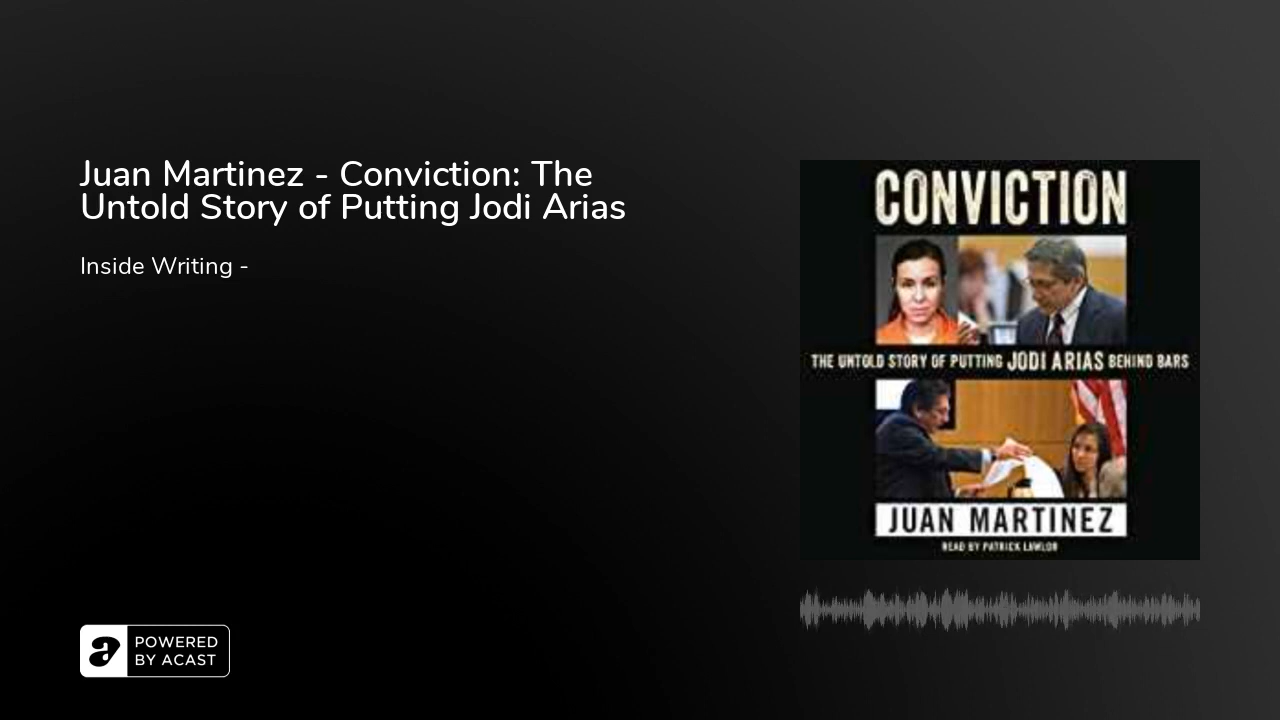 Juan Martinez - Conviction: The
Untold Story of Putting Jodi Arias
Inside Writing -
CONVICTION
THE UNTOLD STORY OF PUTTING JODI ARIAS BEHIND BARS
JUAN MARTINEZ
READ BY PATRICK LAWLOR
a
POWERED
BY ACAST